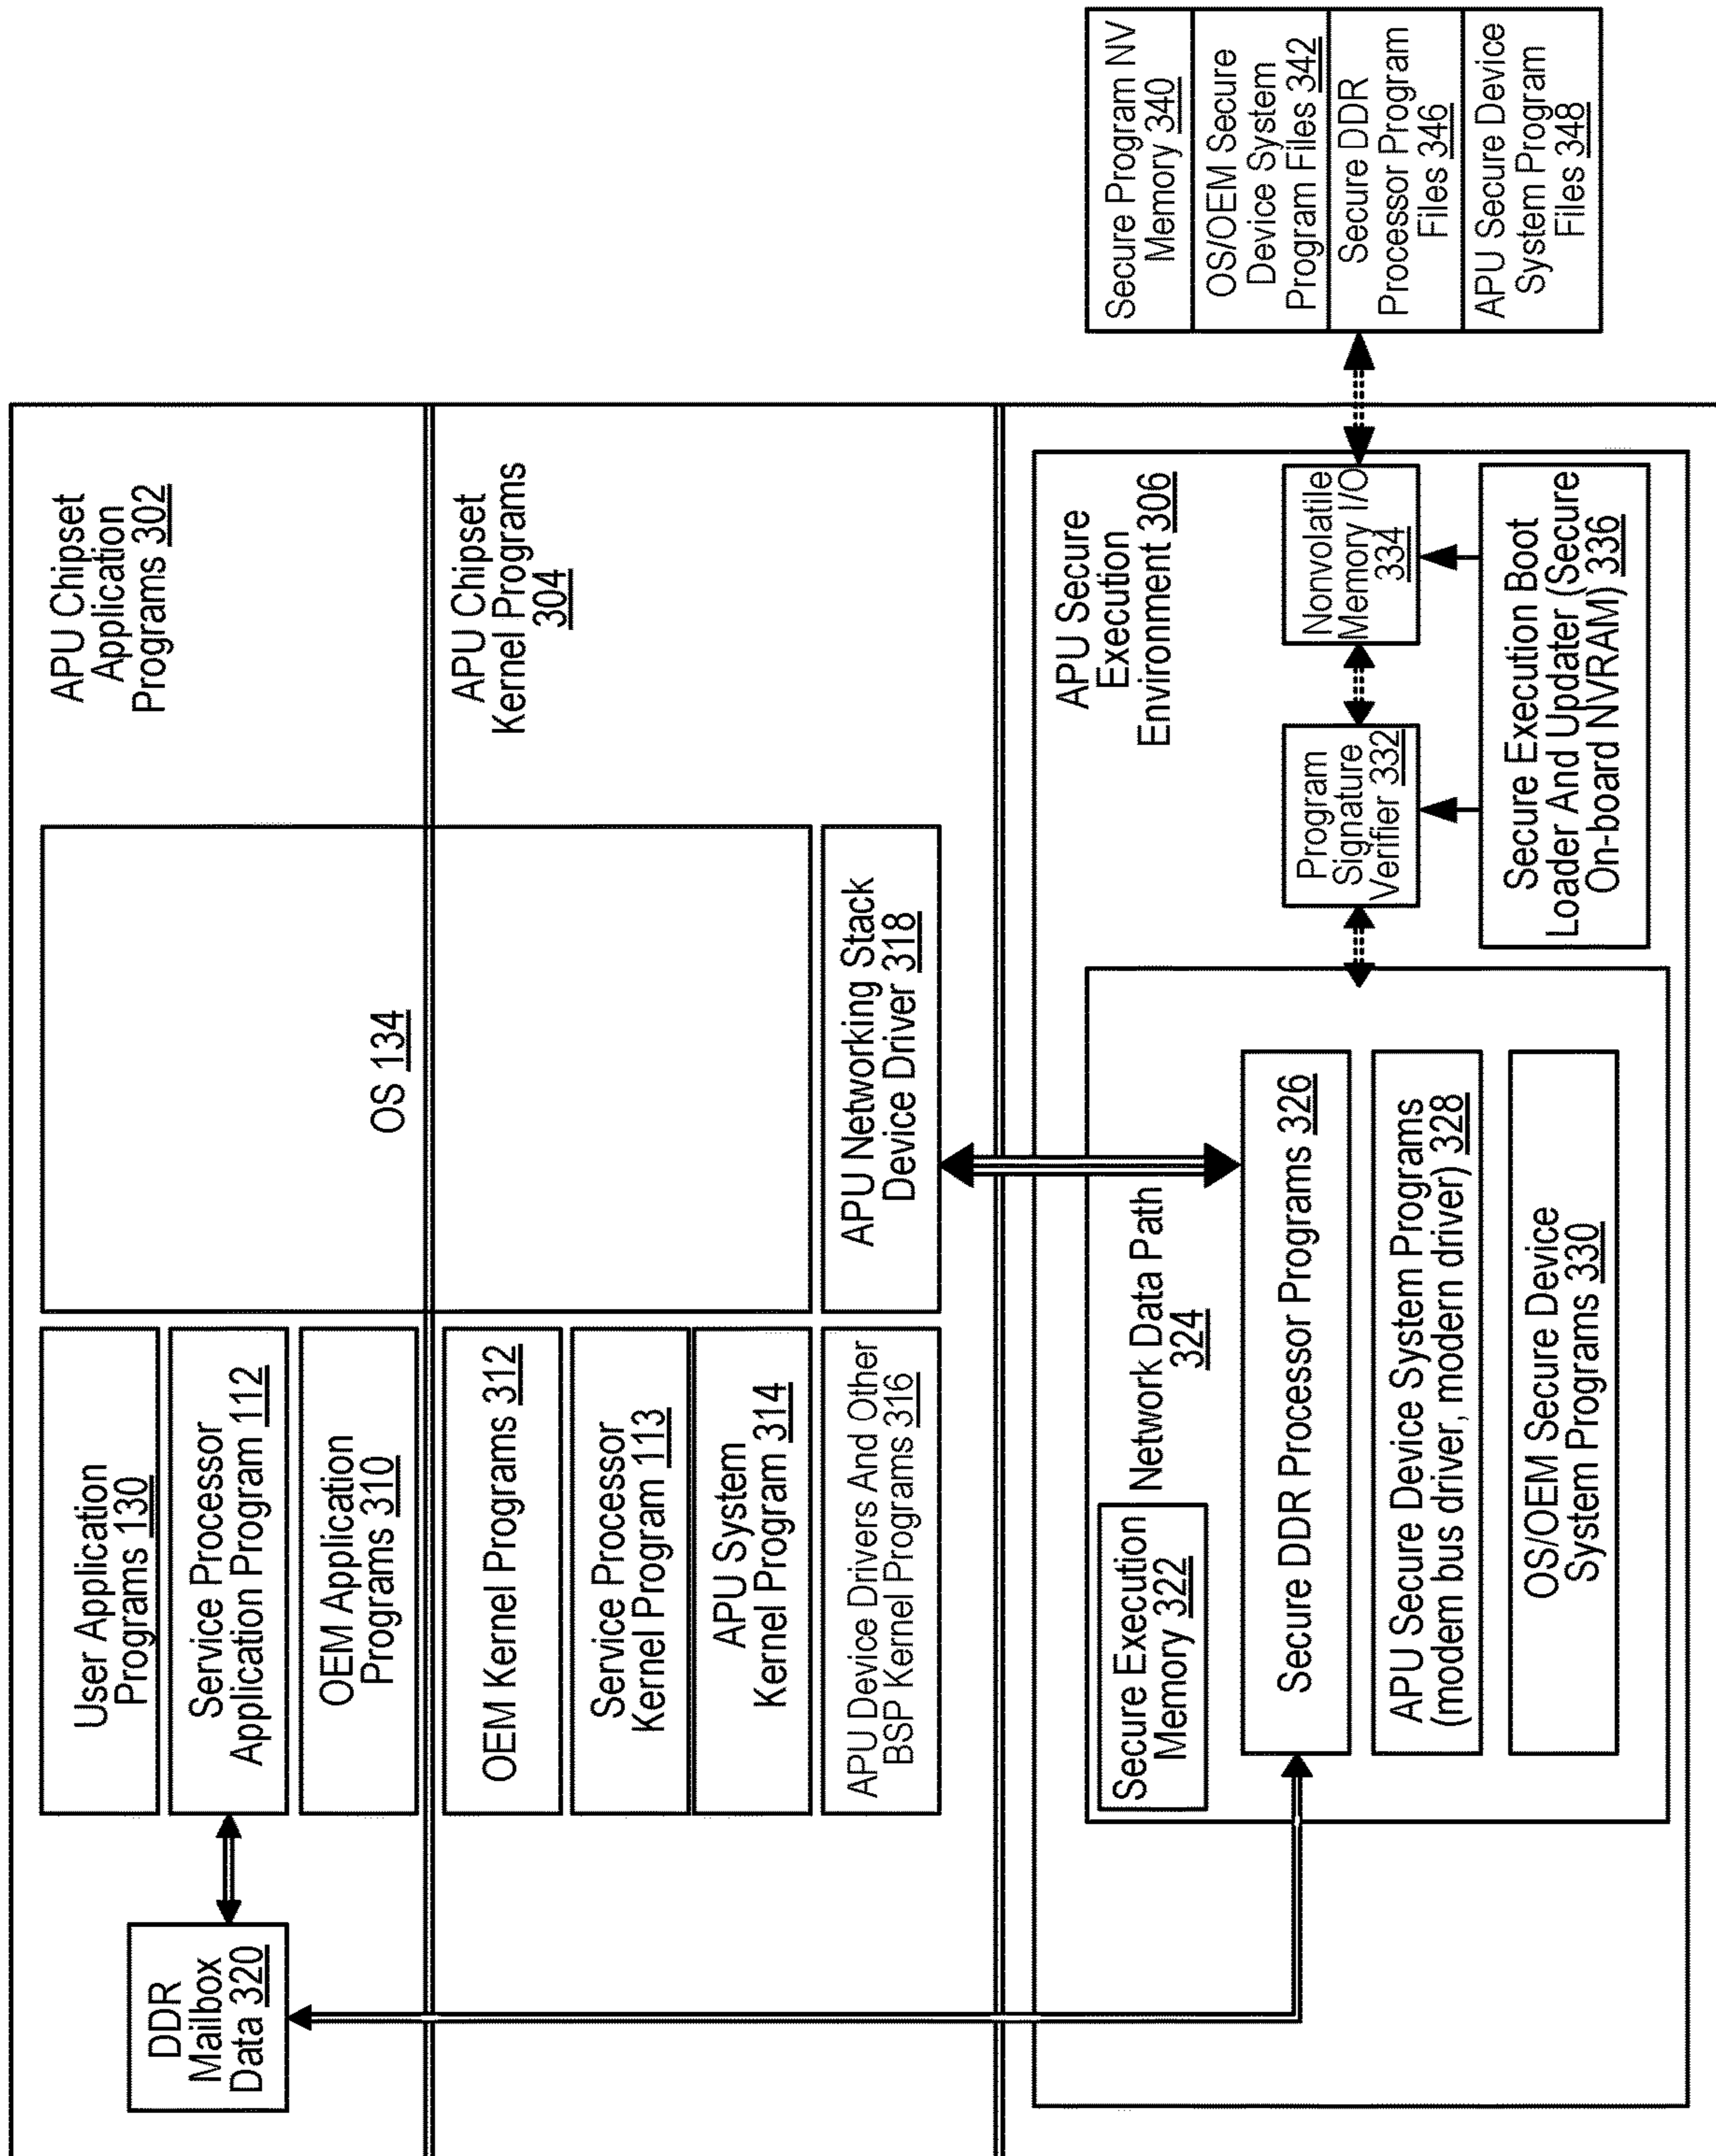 DDR
Mailbox
Data 320
User Application
Programs 130
Service Processor
Application Program 112
OEM Application
Programs 310
OS 134
APU Chipset
Application
Programs 302
OEM Kernel Programs 312
Service Processor
Kernel Program 113
APU System
Kernel Program 314
APU Device Drivers And Other
BSP Kernel Programs 316
APU Networking Stack
Device Driver 318
APU Chipset
Kernel Programs
304
Secure Execution
Memory 322
Network Data Path
324
Secure DDR Processor Programs 326
APU Secure Device System Programs
(modem bus driver, modern driver) 328
OS/OEM Secure Device
System Programs 330
APU Secure
Execution
Environment 306
Program
Signature
Verifier 332
Nonvolatile
Memory I/O
334
Secure Execution Boot
Loader And Updater (Secure
On-board NVRAM) 336
Secure Program NV
Memory 340
OS/OEM Secure
Device System
Program Files 342
Secure DDR
Processor Program
Files 346
APU Secure Device
System Program
Files 348